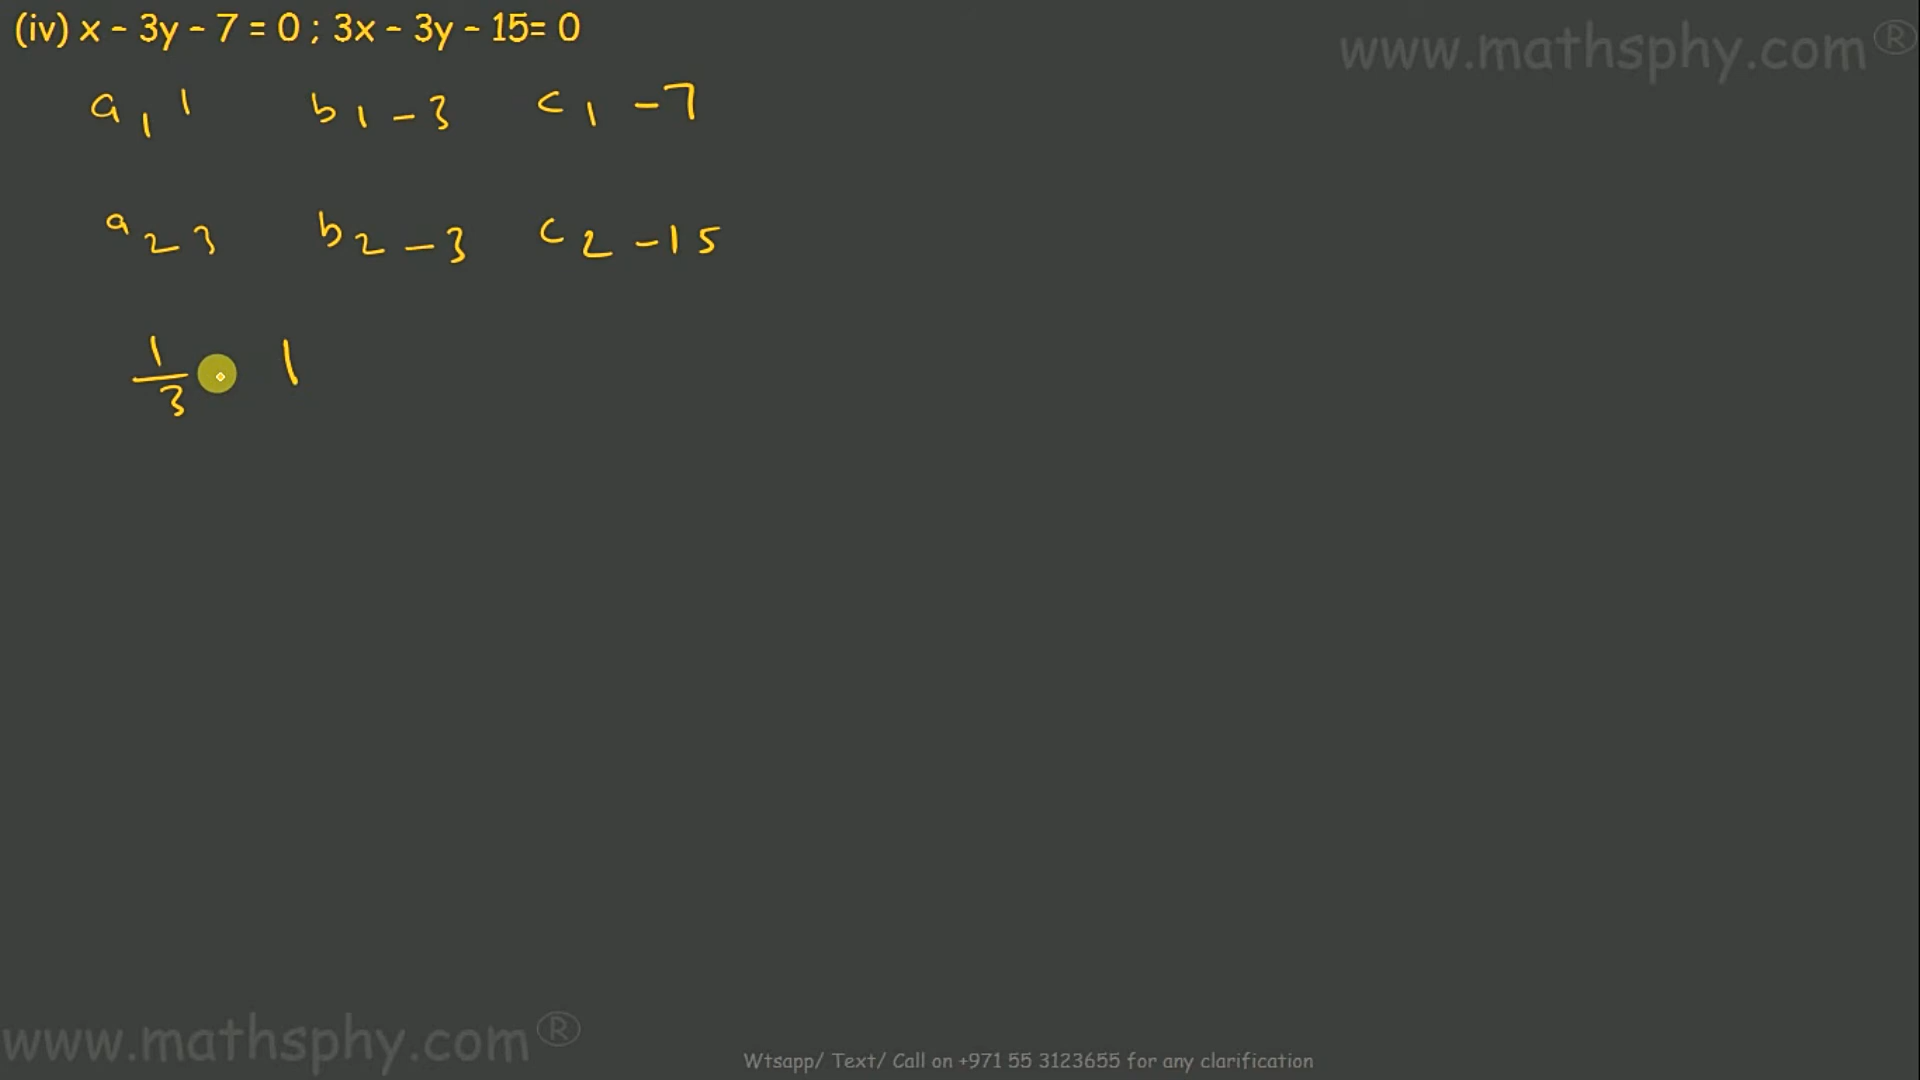 (iv) x - 3y - 7 = 0 ; 3x - 3y - 15= 0
www.mathsphy.com®
a₁ 1 b₁ -3 c₁ -7
a₂ 3 b₂ -3 c₂ -15
1/3 1
www.mathsphy.com®
Wtsapp/ Text/ Call on +971 55 3123655 for any clarification